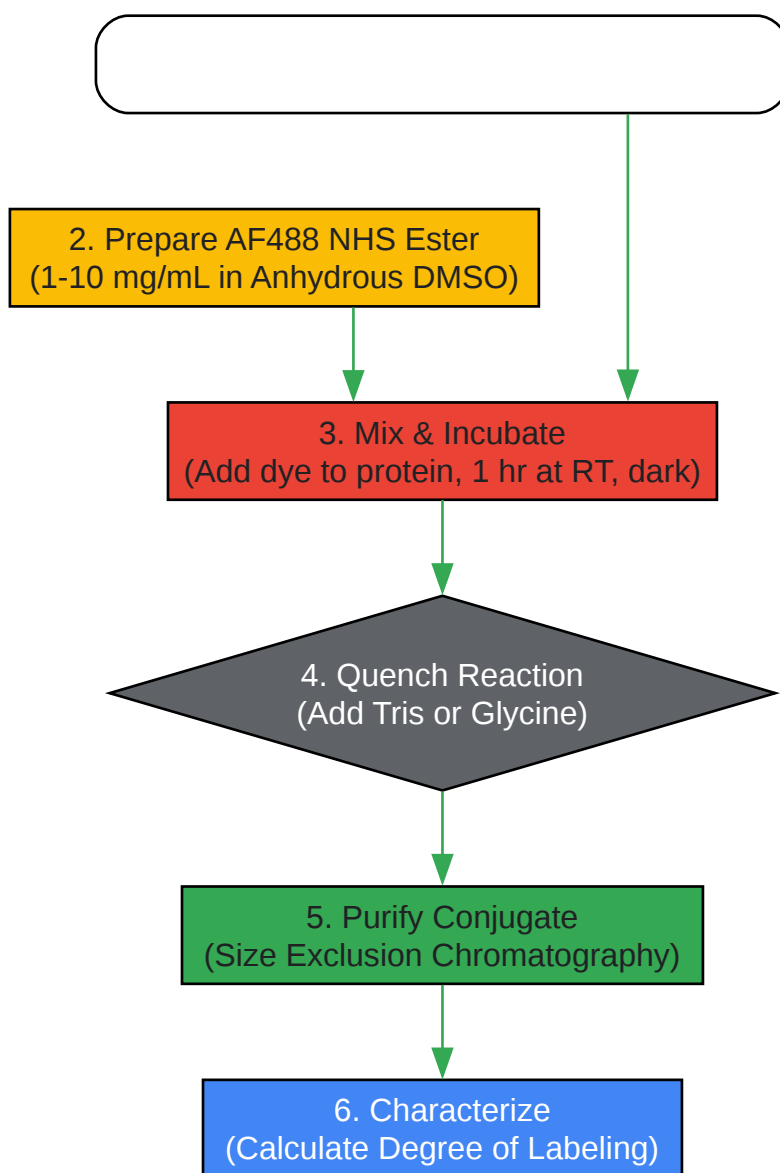 2. Prepare AF488 NHS Ester
(1-10 mg/mL in Anhydrous DMSO)
3. Mix & Incubate
(Add dye to protein, 1 hr at RT, dark)
4. Quench Reaction
(Add Tris or Glycine)
5. Purify Conjugate
(Size Exclusion Chromatography)
6. Characterize
(Calculate Degree of Labeling)